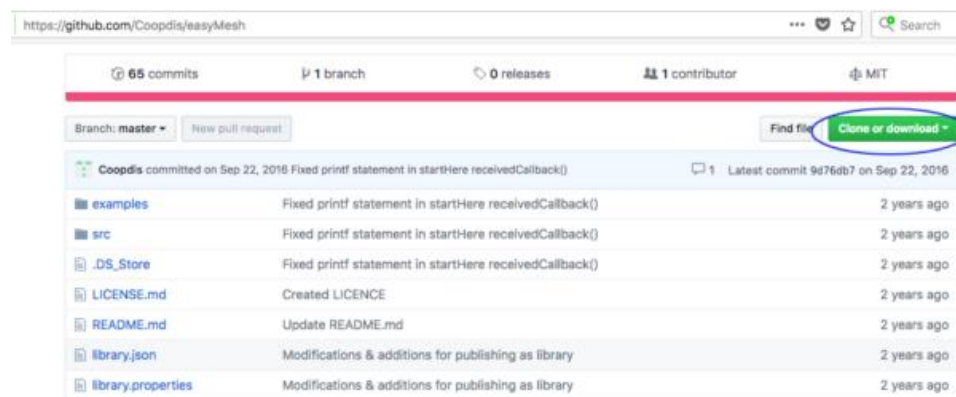 https://github.com/Coopdis/easyMesh ••• Search
65 commits 1 branch 0 releases 1 contributor MIT
Branch: master New pull request Find file Clone or download
Coopdis committed on Sep 22, 2016 Fixed printf statement in startHere receivedCallback() 1 Latest commit 9d76db7 on Sep 22, 2016
examples Fixed printf statement in startHere receivedCallback() 2 years ago
src Fixed printf statement in startHere receivedCallback() 2 years ago
.DS_Store Fixed printf statement in startHere receivedCallback() 2 years ago
LICENSE.md Created LICENCE 2 years ago
README.md Update README.md 2 years ago
library.json Modifications & additions for publishing as library 2 years ago
library.properties Modifications & additions for publishing as library 2 years ago